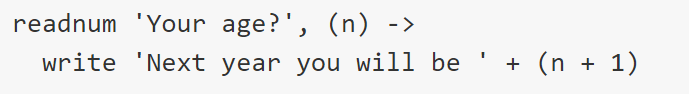 readnum 'Your age?', (n) ->
  write 'Next year you will be ' + (n + 1)